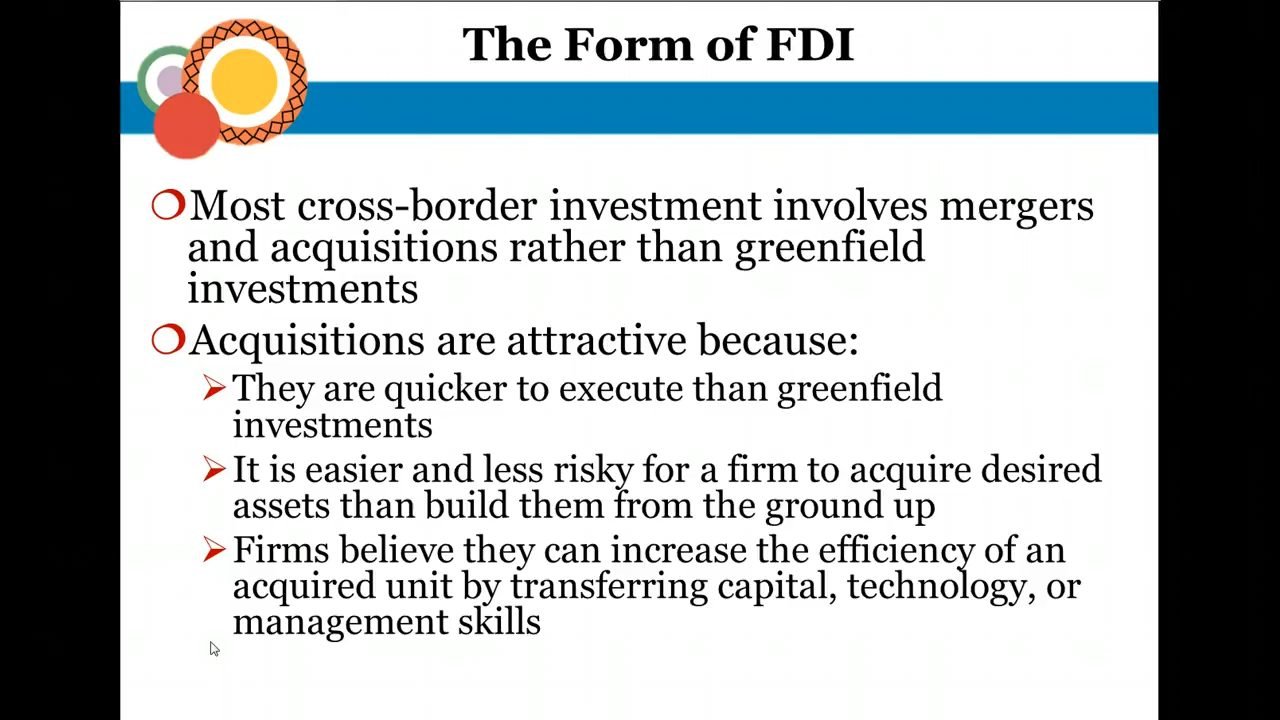 The Form of FDI
Most cross-border investment involves mergers
and acquisitions rather than greenfield
investments
Acquisitions are attractive because:
They are quicker to execute than greenfield
investments
It is easier and less risky for a firm to acquire desired
assets than build them from the ground up
Firms believe they can increase the efficiency of an
acquired unit by transferring capital, technology, or
management skills